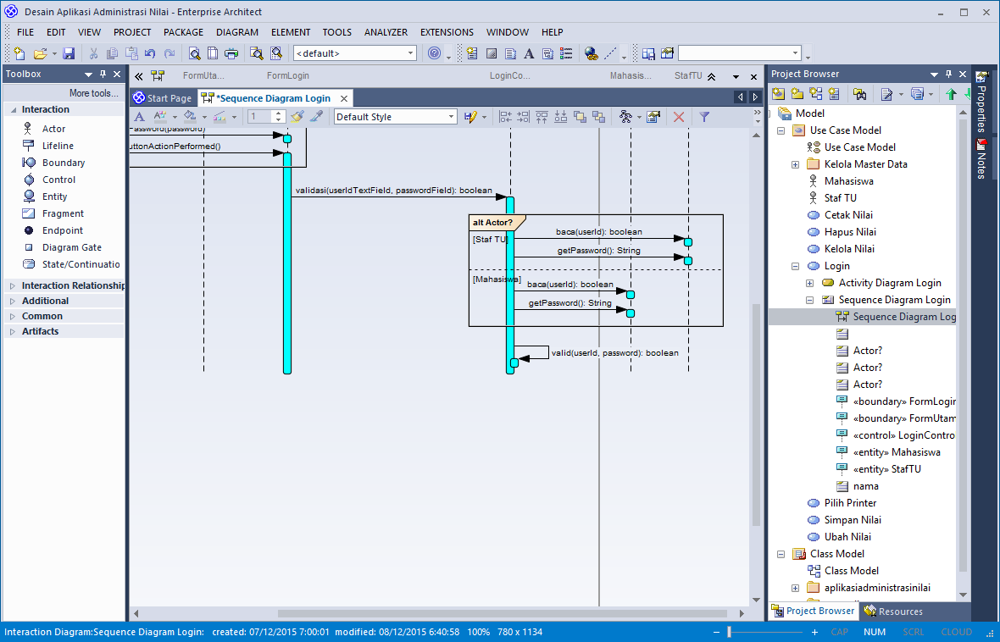 Desain Aplikasi Administrasi Nilai - Enterprise Architect
FILE EDIT VIEW PROJECT PACKAGE DIAGRAM ELEMENT TOOLS ANALYZER EXTENSIONS WINDOW HELP
<default>
Toolbox
More tools...
Interaction
Actor
Lifeline
Boundary
Control
Entity
Fragment
Endpoint
Diagram Gate
State/Continuatio
Interaction Relationship
Additional
Common
Artifacts
FormUta... FormLogin LoginCo... Mahasis... StafTU
Start Page *Sequence Diagram Login
A 1 Default Style
Password(password)
uttonActionPerformed()
validasi(userIdTextField, passwordField): boolean
alt Actor?
[Staf TU]
baca(userId): boolean
getPassword(): String
[Mahasiswa]
baca(userId): boolean
getPassword(): String
valid(userId, password): boolean
Project Browser
Model
Use Case Model
Use Case Model
Kelola Master Data
Mahasiswa
Staf TU
Cetak Nilai
Hapus Nilai
Kelola Nilai
Login
Activity Diagram Login
Sequence Diagram Login
Sequence Diagram Log
Actor?
Actor?
Actor?
«boundary» FormLogin
«boundary» FormUtam
«control» LoginContro
«entity» Mahasiswa
«entity» StafTU
nama
Pilih Printer
Simpan Nilai
Ubah Nilai
Class Model
Class Model
aplikasiadministrasinilai
Project Browser Resources
Properties
Notes
Interaction Diagram:Sequence Diagram Login: created: 07/12/2015 7:00:01 modified: 08/12/2015 6:40:58 100% 780 x 1134
− + CAP NUM SCRL CLOUD